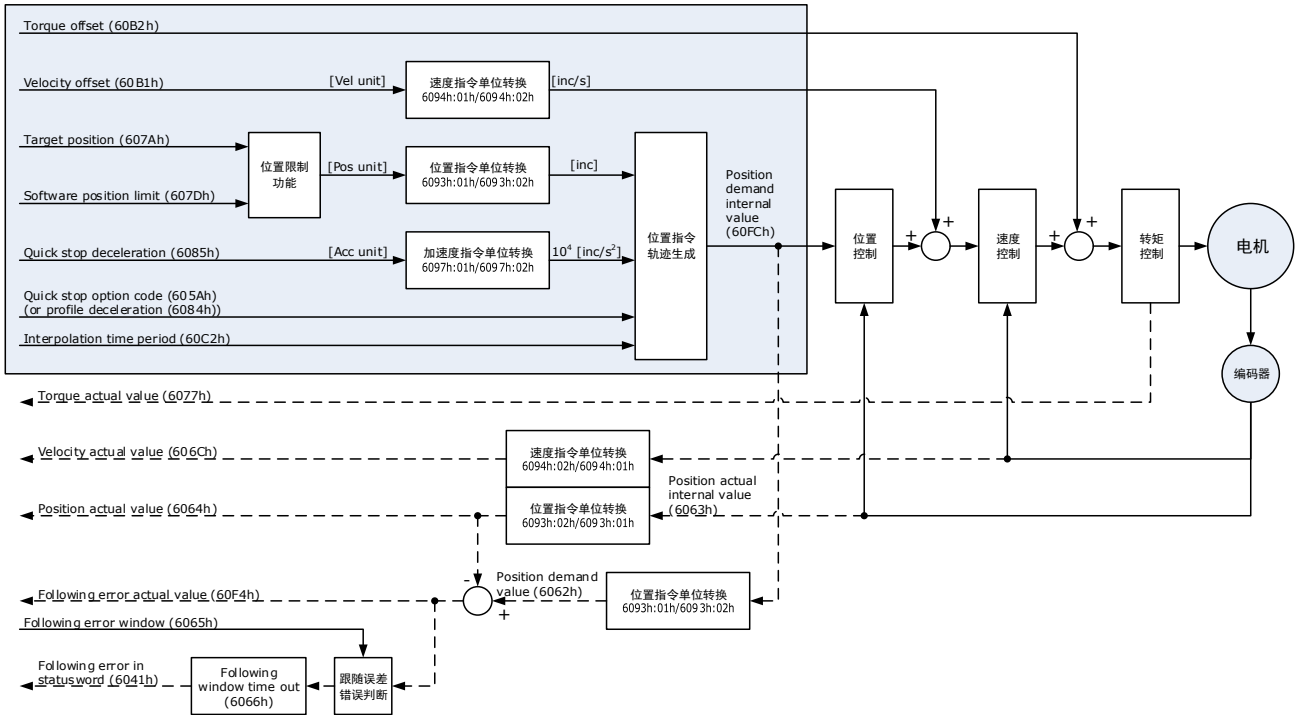 Torque offset (60B2h)
Velocity offset (60B1h)
[Vel unit]
速度指令单位转换
6094h:01h/6094h:02h
[inc/s]
Target position (607Ah)
Software position limit (607Dh)
位置限制
功能
[Pos unit]
位置指令单位转换
6093h:01h/6093h:02h
[inc]
Quick stop deceleration (6085h)
[Acc unit]
加速度指令单位转换
6097h:01h/6097h:02h
10⁴ [inc/s²]
Quick stop option code (605Ah)
(or profile deceleration (6084h))
Interpolation time period (60C2h)
位置指令
轨迹生成
Position
demand
internal
value
(60FCh)
位置
控制
+
+
速度
控制
+
+
转矩
控制
电机
编码器
Torque actual value (6077h)
Velocity actual value (606Ch)
速度指令单位转换
6094h:02h/6094h:01h
Position actual value (6064h)
位置指令单位转换
6093h:02h/6093h:01h
Position actual
internal value
(6063h)
Following error actual value (60F4h)
-
+
Position demand
value (6062h)
位置指令单位转换
6093h:01h/6093h:02h
Following error window (6065h)
Following error in
statusword (6041h)
Following
window time out
(6066h)
跟随误差
错误判断